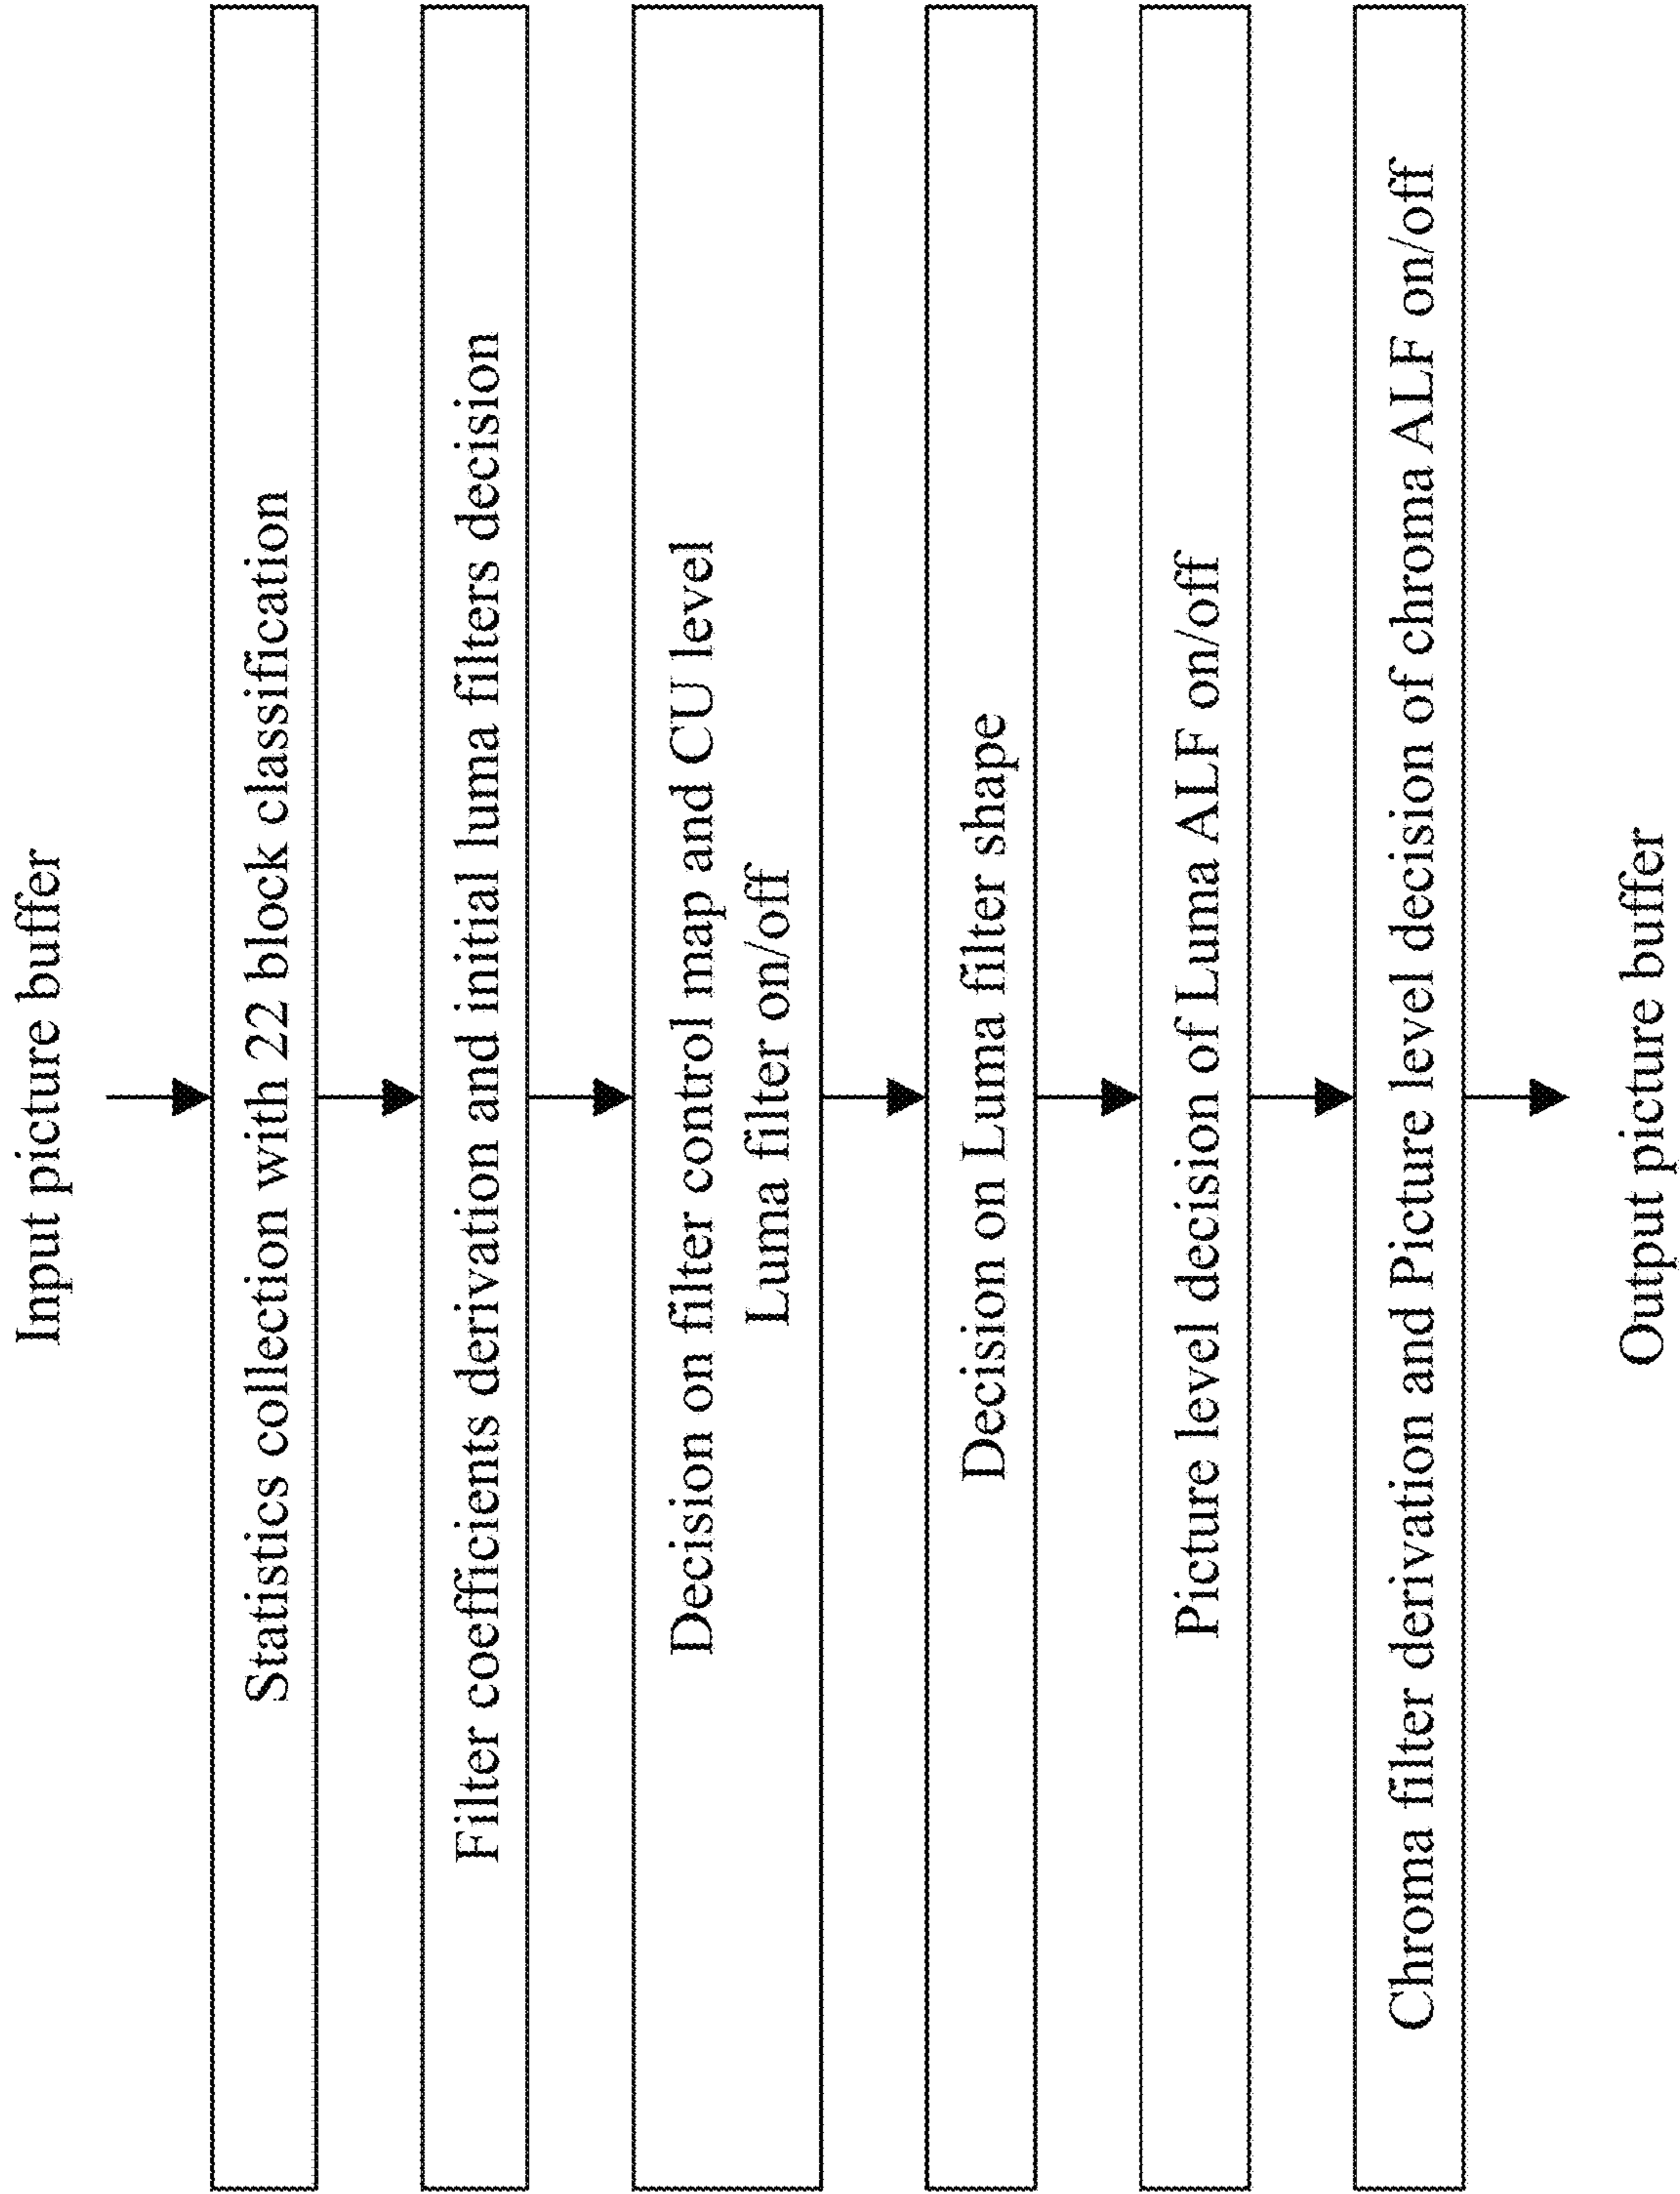 Input picture buffer
Statistics collection with 22 block classification
Filter coefficients derivation and initial luma filters decision
Decision on filter control map and CU level
Luma filter on/off
Decision on Luma filter shape
Picture level decision of Luma ALF on/off
Chroma filter derivation and Picture level decision of chroma ALF on/off
Output picture buffer